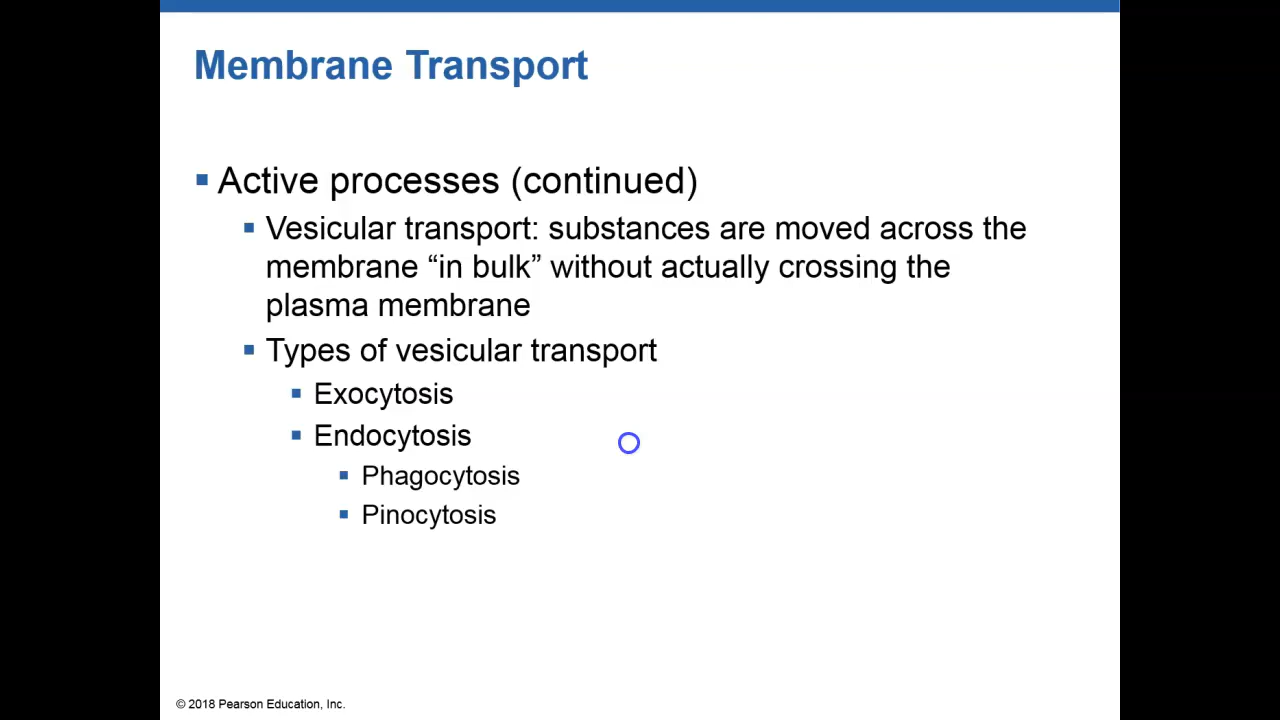 Membrane Transport
Active processes (continued)
Vesicular transport: substances are moved across the
membrane “in bulk” without actually crossing the
plasma membrane
Types of vesicular transport
Exocytosis
Endocytosis
Phagocytosis
Pinocytosis
© 2018 Pearson Education, Inc.